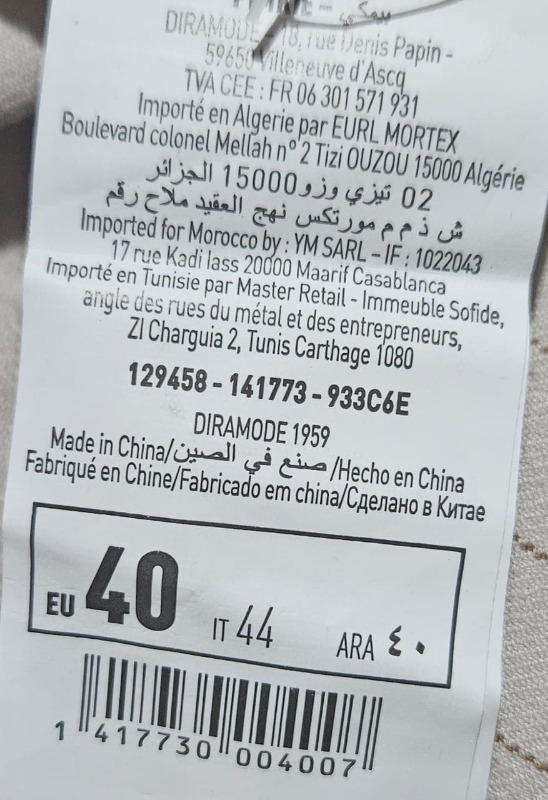 DIRAMODE - 18, rue Denis Papin -
59650 Villeneuve d'Ascq
TVA CEE : FR 06 301 571 931
Importé en Algerie par EURL MORTEX
Boulevard colonel Mellah n° 2 Tizi OUZOU 15000 Algérie
02 تيزي وزو 15000 الجزائر
ش ذ م م مورتكس نهج العقيد ملاح رقم
Imported for Morocco by : YM SARL - IF : 1022043
17 rue Kadi Iass 20000 Maarif Casablanca
Importé en Tunisie par Master Retail - Immeuble Sofide,
angle des rues du métal et des entrepreneurs,
ZI Charguia 2, Tunis Carthage 1080
129458 - 141773 - 933C6E
DIRAMODE 1959
Made in China/صنع في الصين/Hecho en China
Fabriqué en Chine/Fabricado em china/Сделано в Китае
EU 40 IT 44 ARA ٤٠
1 417730 004007